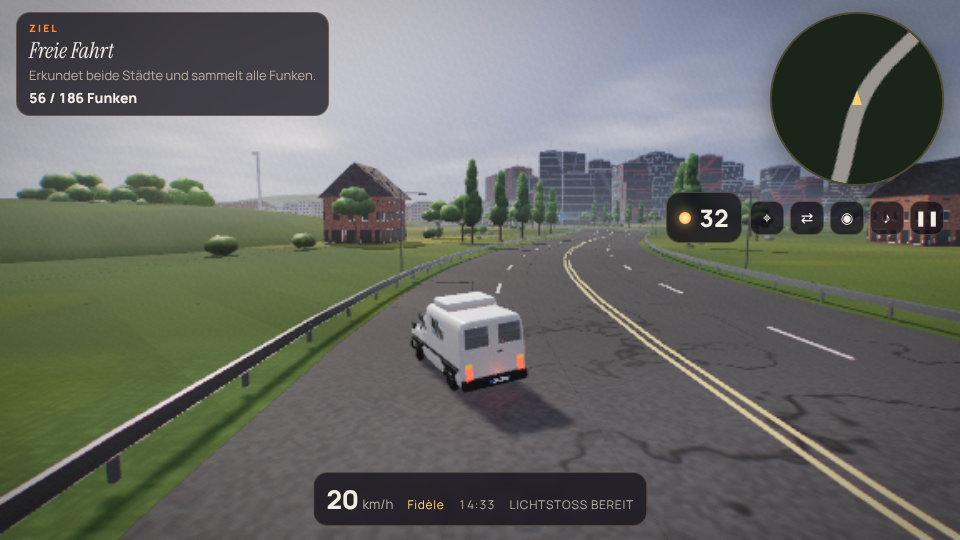 ZIEL
Freie Fahrt
Erkundet beide Städte und sammelt alle Funken.
56 / 186 Funken
32
20 km/h Fidèle 14:33 LICHTSTOSS BEREIT